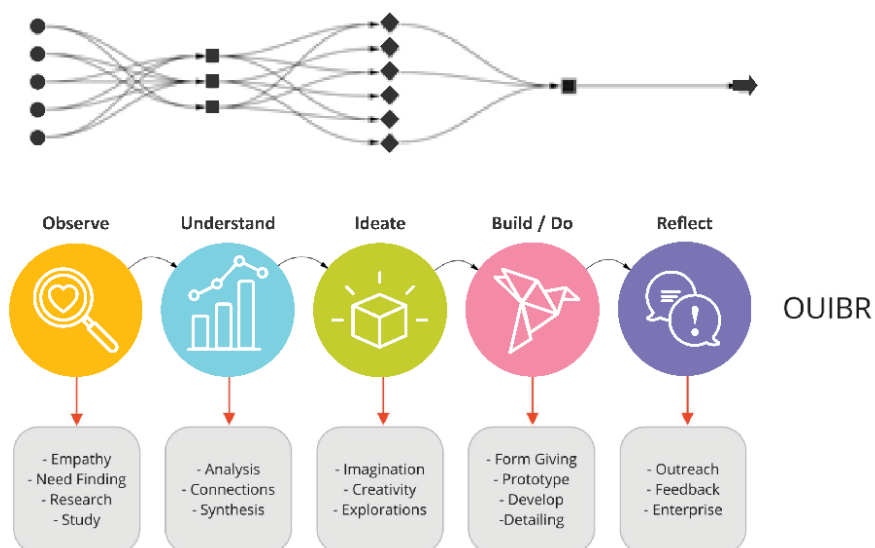 Observe
Understand
Ideate
Build / Do
Reflect
OUIBR
- Empathy
- Need Finding
- Research
- Study
- Analysis
- Connections
- Synthesis
- Imagination
- Creativity
- Explorations
- Form Giving
- Prototype
- Develop
-Detailing
- Outreach
- Feedback
- Enterprise